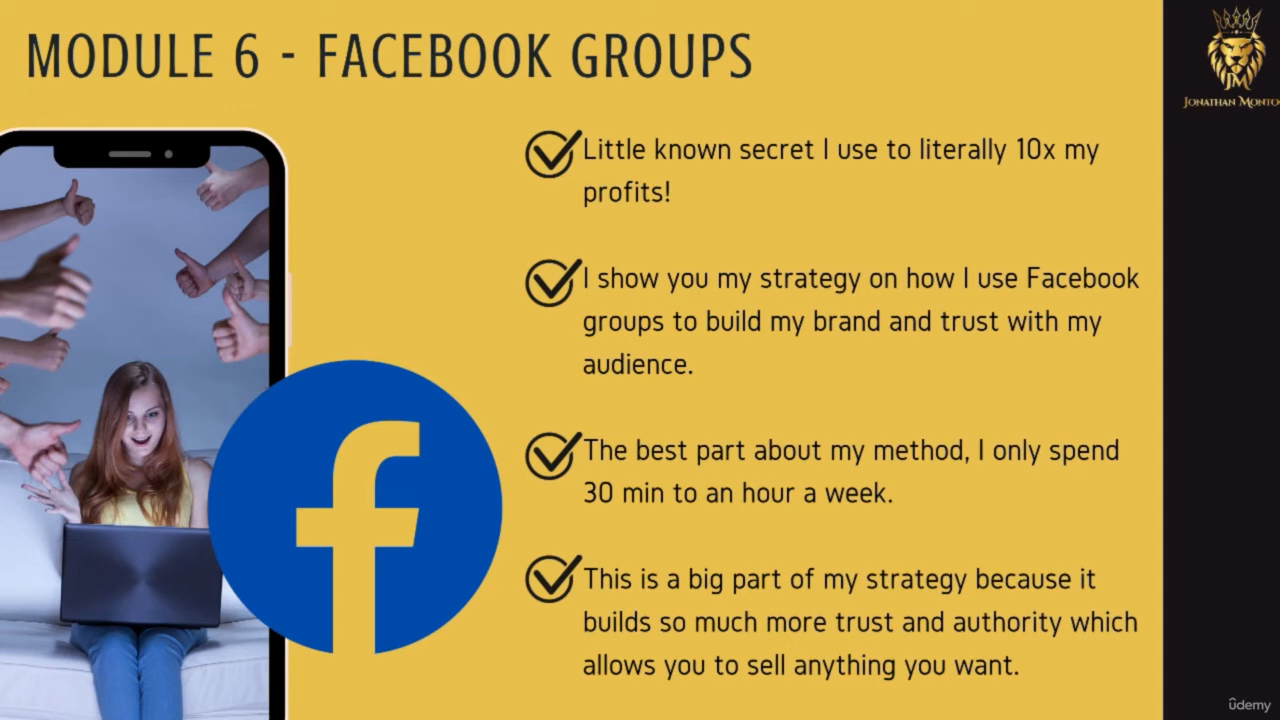 MODULE 6 - FACEBOOK GROUPS
JM
JONATHAN MONTO
Little known secret I use to literally 10x my
profits!
I show you my strategy on how I use Facebook
groups to build my brand and trust with my
audience.
The best part about my method, I only spend
30 min to an hour a week.
This is a big part of my strategy because it
builds so much more trust and authority which
allows you to sell anything you want.
ûdemy